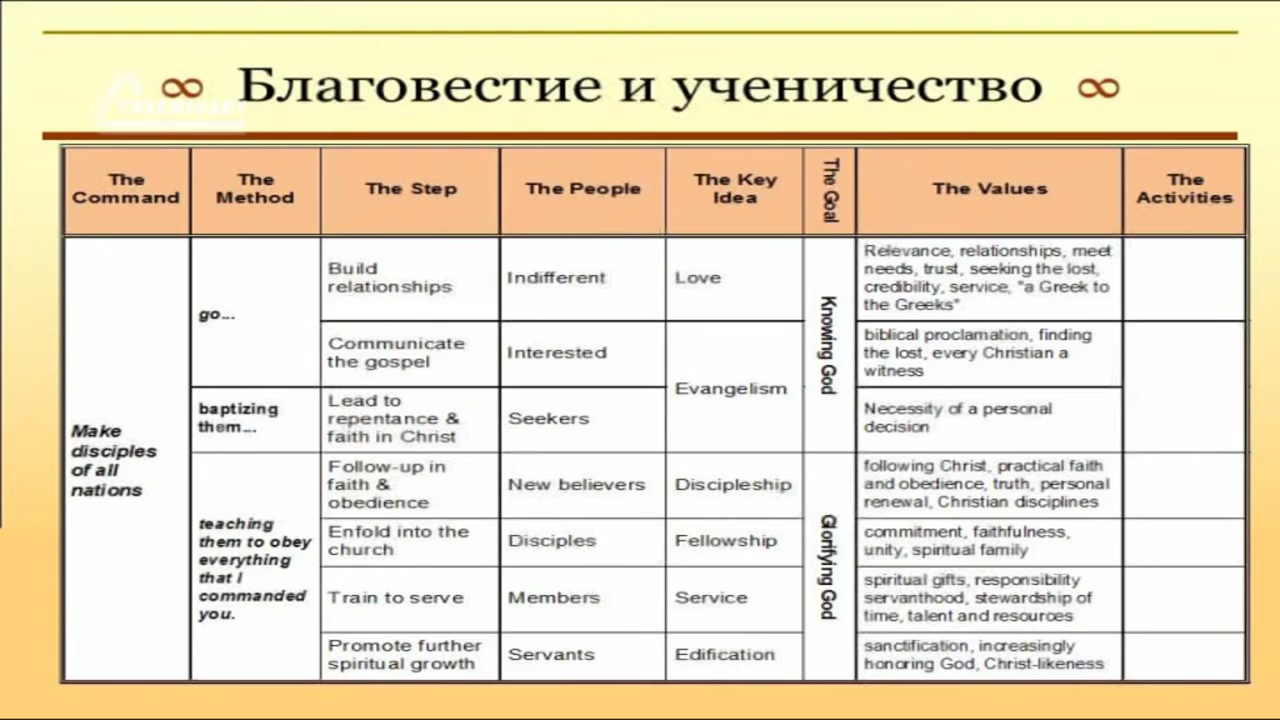 ∞ Благовестие и ученичество ∞
The
Command
The
Method
The Step
The People
The Key
Idea
The Goal
The Values
The
Activities
Make
disciples
of all
nations
go...
Build
relationships
Indifferent
Love
Knowing God
Relevance, relationships, meet
needs, trust, seeking the lost,
credibility, service, "a Greek to
the Greeks"
Communicate
the gospel
Interested
Evangelism
biblical proclamation, finding
the lost, every Christian a
witness
baptizing
them...
Lead to
repentance &
faith in Christ
Seekers
Necessity of a personal
decision
teaching
them to obey
everything
that I
commanded
you.
Follow-up in
faith &
obedience
New believers
Discipleship
Glorifying God
following Christ, practical faith
and obedience, truth, personal
renewal, Christian disciplines
Enfold into the
church
Disciples
Fellowship
commitment, faithfulness,
unity, spiritual family
Train to serve
Members
Service
spiritual gifts, responsibility
servanthood, stewardship of
time, talent and resources
Promote further
spiritual growth
Servants
Edification
sanctification, increasingly
honoring God, Christ-likeness